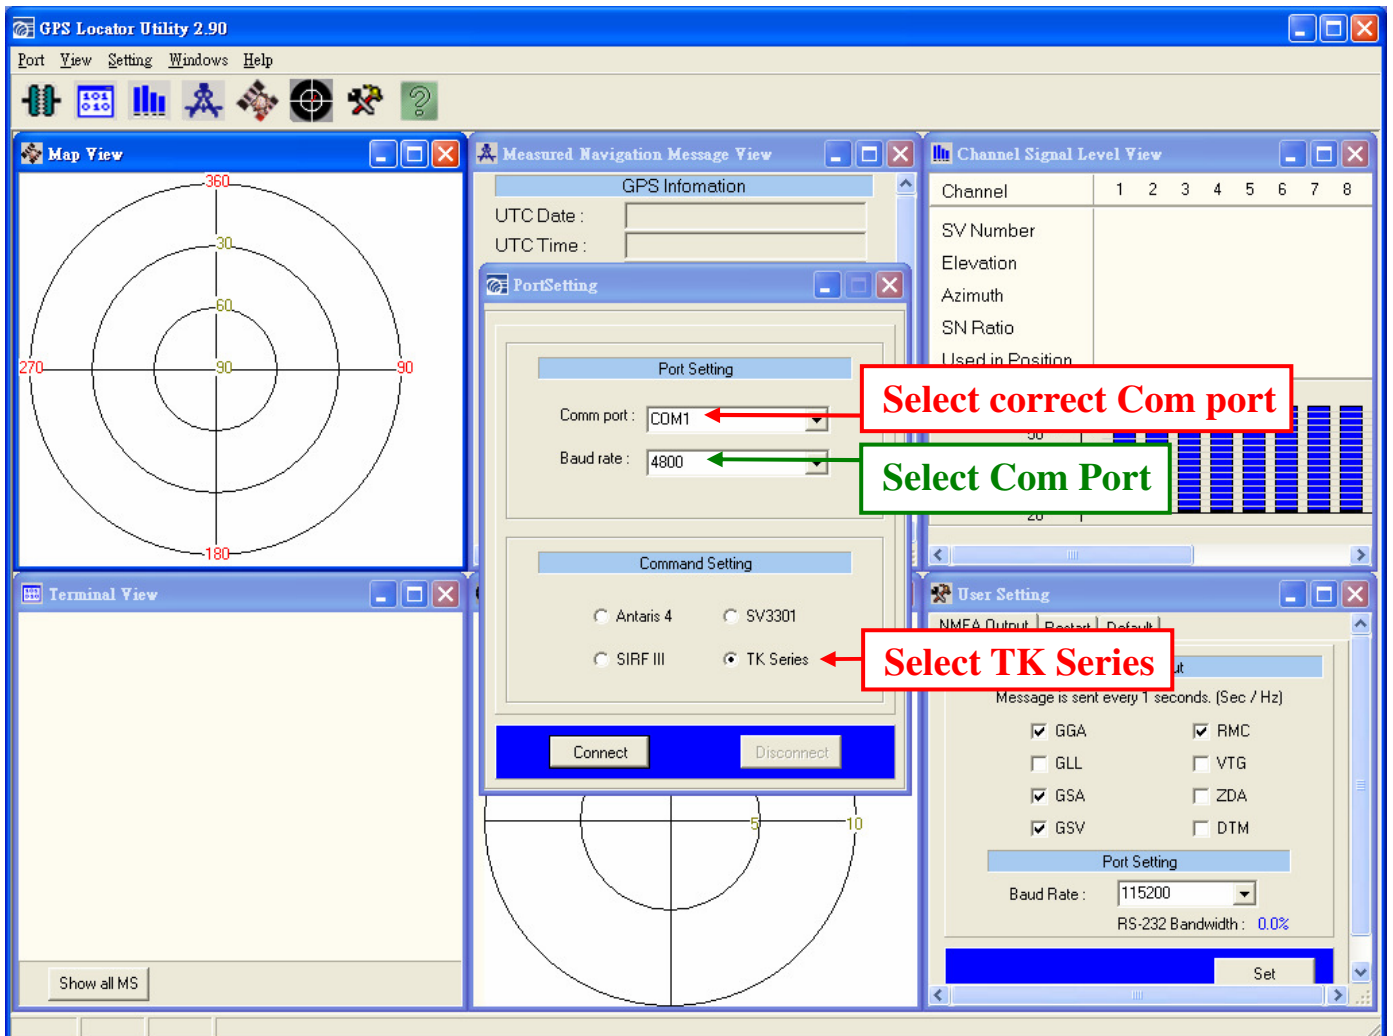 GPS Locator Utility 2.90
Port View Setting Windows Help
Map View
360
30
60
270
90
90
180
Measured Navigation Message View
GPS Infomation
UTC Date :
UTC Time :
Channel Signal Level View
Channel 1 2 3 4 5 6 7 8
SV Number
Elevation
Azimuth
SN Ratio
Used in Position
PortSetting
Port Setting
Comm port : COM1
Baud rate : 4800
Select correct Com port
Select Com Port
Command Setting
Antaris 4 SV3301
SIRF III TK Series
Select TK Series
Connect Disconnect
5 10
Terminal View
Show all MS
User Setting
NMEA Output Restart Default
Message is sent every 1 seconds. (Sec / Hz)
GGA RMC
GLL VTG
GSA ZDA
GSV DTM
Port Setting
Baud Rate : 115200
RS-232 Bandwidth : 0.0%
Set